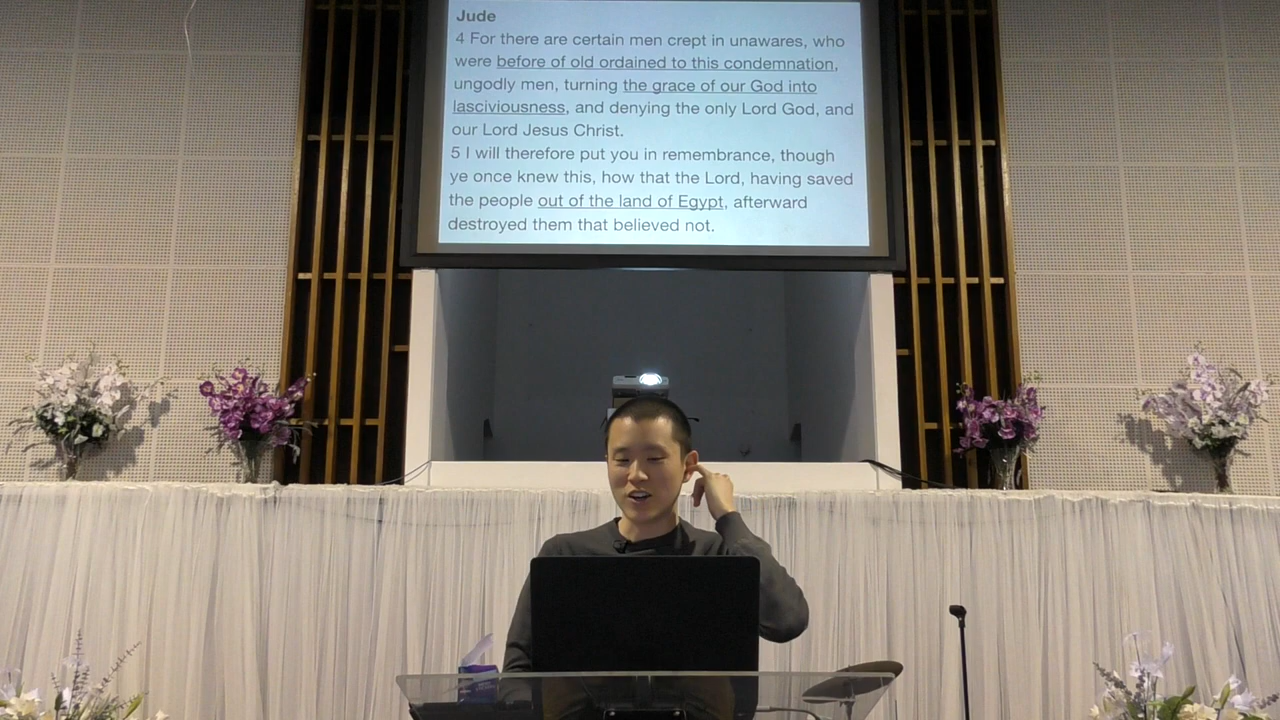 Jude
4 For there are certain men crept in unawares, who
were before of old ordained to this condemnation,
ungodly men, turning the grace of our God into
lasciviousness, and denying the only Lord God, and
our Lord Jesus Christ.
5 I will therefore put you in remembrance, though
ye once knew this, how that the Lord, having saved
the people out of the land of Egypt, afterward
destroyed them that believed not.